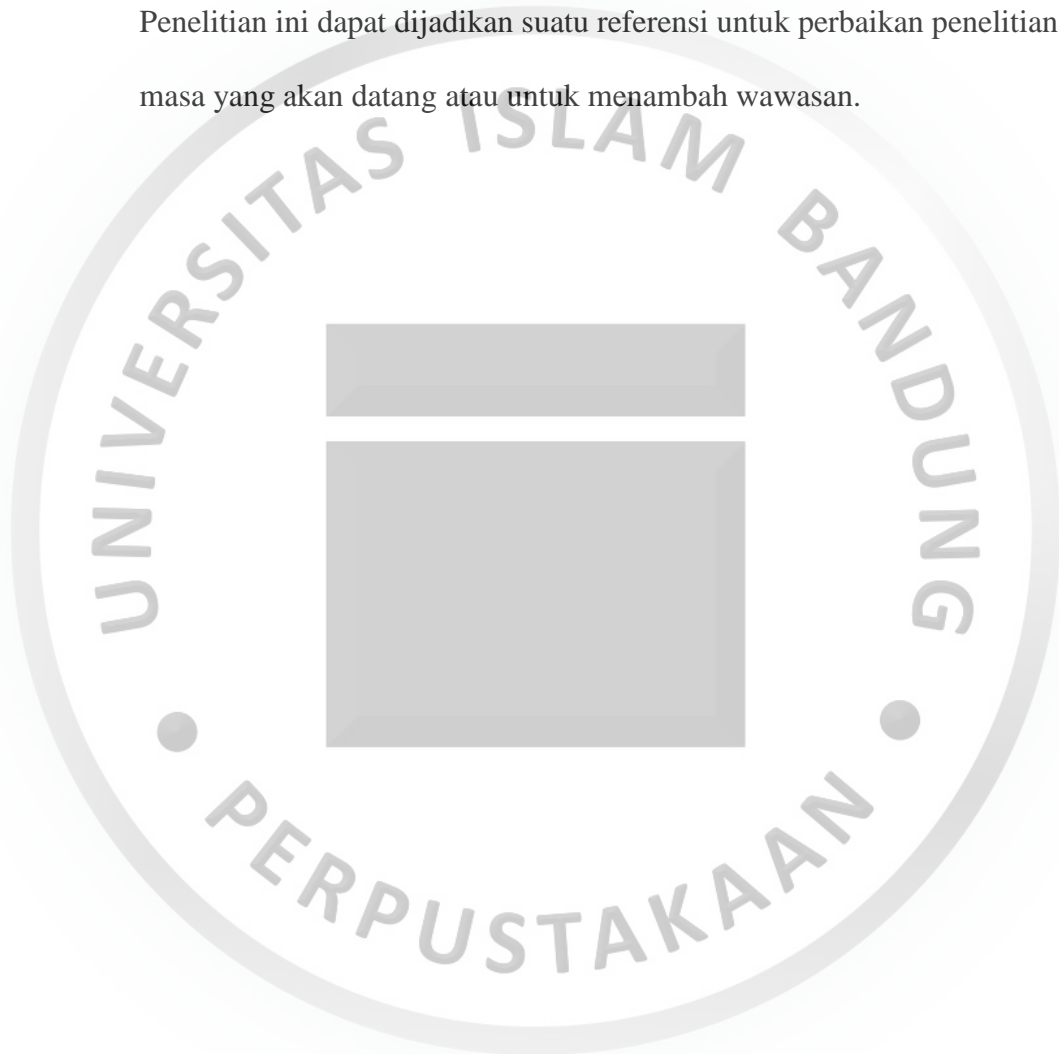 Penelitian ini dapat dijadikan suatu referensi untuk perbaikan penelitian
masa yang akan datang atau untuk menambah wawasan.
UNIVERSITAS ISLAM BANDUNG
PERPUSTAKAAN